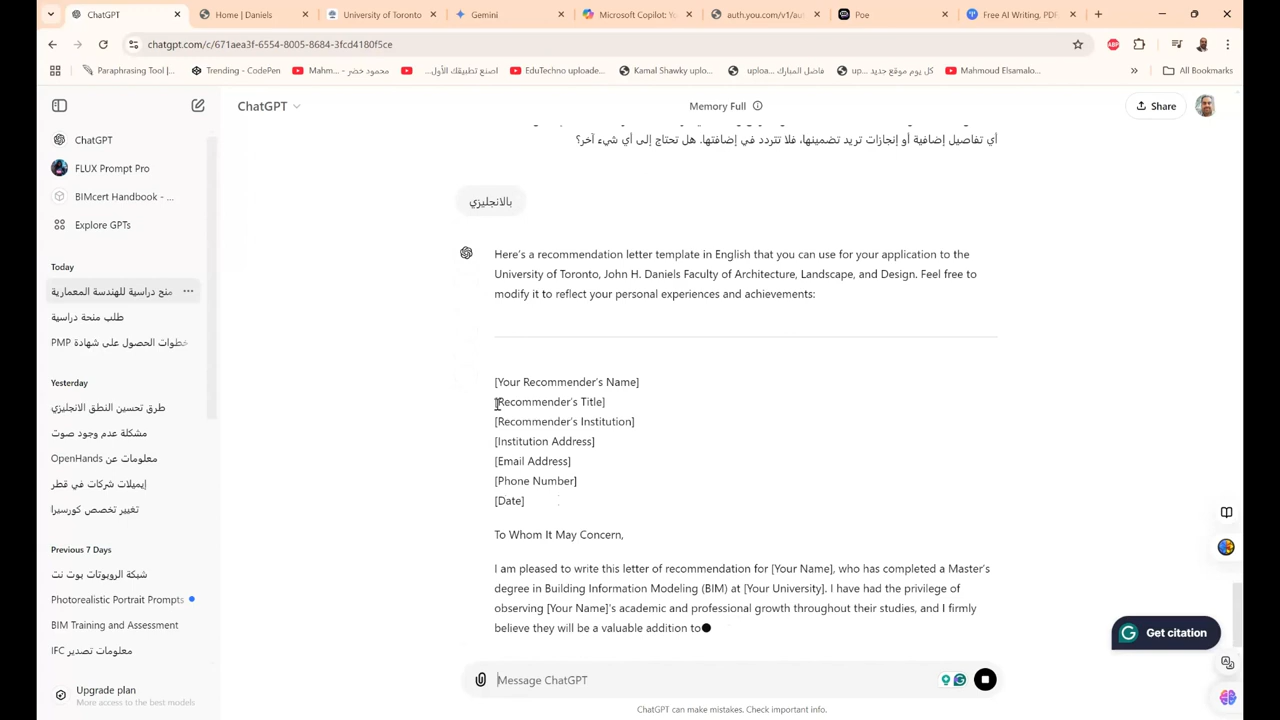 ChatGPT
Home | Daniels
University of Toronto
Gemini
Microsoft Copilot: Yo
auth.you.com/v1/au
Poe
Free AI Writing, PDF
chatgpt.com/c/671aea3f-6554-8005-8684-3fcd4180f5ce
Paraphrasing Tool |...
Trending - CodePen
Mahm... - محمود خضر
اصنع تطبيقك الأول...
EduTechno uploade...
Kamal Shawky uplo...
فاضل المبارك uploa...
كل يوم موقع جديد up...
Mahmoud Elsamalo...
All Bookmarks
ChatGPT
Memory Full
Share
ChatGPT
FLUX Prompt Pro
BIMcert Handbook - ...
Explore GPTs
Today
منح دراسية للهندسة المعمارية
طلب منحة دراسية
خطوات الحصول على شهادة PMP
Yesterday
طرق تحسين النطق الانجليزي
مشكلة عدم وجود صوت
معلومات عن OpenHands
إيميلات شركات في قطر
تغيير تخصص كورسيرا
Previous 7 Days
شبكة الروبوتات بوت نت
Photorealistic Portrait Prompts
BIM Training and Assessment
معلومات تصدير IFC
Upgrade plan
More access to the best models
أي تفاصيل إضافية أو إنجازات تريد تضمينها، فلا تتردد في إضافتها. هل تحتاج إلى أي شيء آخر؟
بالانجليزي
Here's a recommendation letter template in English that you can use for your application to the
University of Toronto, John H. Daniels Faculty of Architecture, Landscape, and Design. Feel free to
modify it to reflect your personal experiences and achievements:
[Your Recommender's Name]
[Recommender's Title]
[Recommender's Institution]
[Institution Address]
[Email Address]
[Phone Number]
[Date]
To Whom It May Concern,
I am pleased to write this letter of recommendation for [Your Name], who has completed a Master's
degree in Building Information Modeling (BIM) at [Your University]. I have had the privilege of
observing [Your Name]'s academic and professional growth throughout their studies, and I firmly
believe they will be a valuable addition to
Get citation
Message ChatGPT
ChatGPT can make mistakes. Check important info.